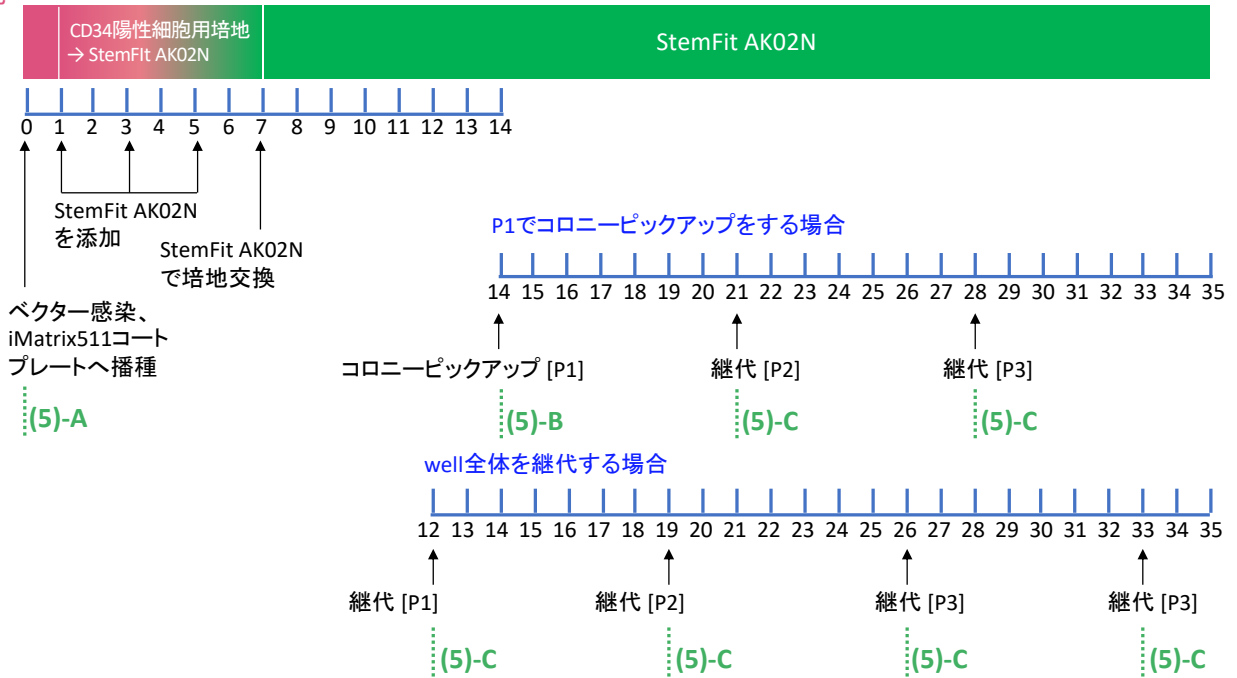 CD34陽性細胞用培地
→ StemFIt AK02N
StemFit AK02N
0 1 2 3 4 5 6 7 8 9 10 11 12 13 14
StemFit AK02N
を添加
StemFit AK02N
で培地交換
ベクター感染、
iMatrix511コート
プレートへ播種
(5)-A
P1でコロニーピックアップをする場合
14 15 16 17 18 19 20 21 22 23 24 25 26 27 28 29 30 31 32 33 34 35
コロニーピックアップ [P1] 継代 [P2] 継代 [P3]
(5)-B (5)-C (5)-C
well全体を継代する場合
12 13 14 15 16 17 18 19 20 21 22 23 24 25 26 27 28 29 30 31 32 33 34 35
継代 [P1] 継代 [P2] 継代 [P3] 継代 [P3]
(5)-C (5)-C (5)-C (5)-C